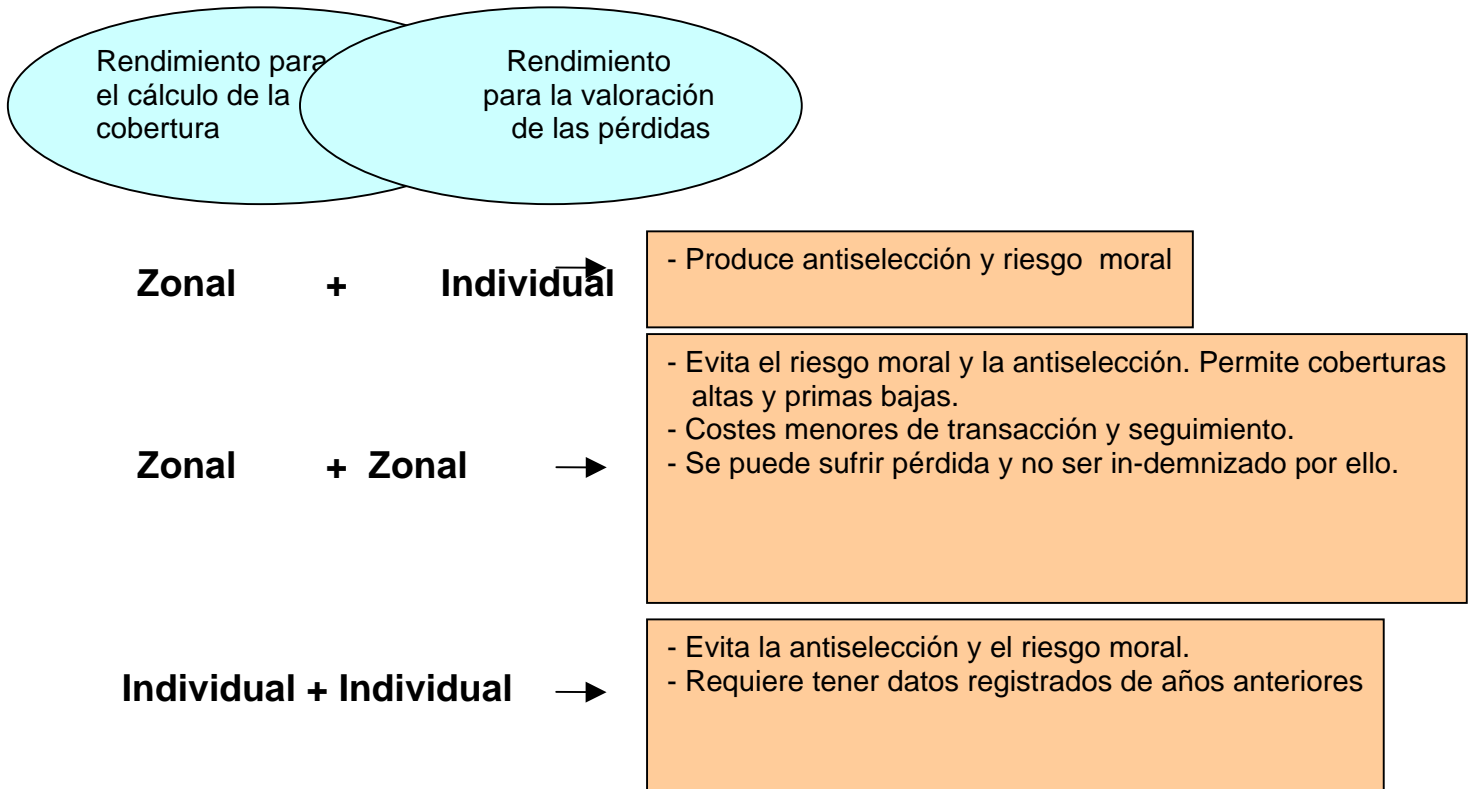 Rendimiento para
el cálculo de la
cobertura
Rendimiento
para la valoración
de las pérdidas
Zonal + Individual
- Produce antiselección y riesgo moral
Zonal + Zonal
- Evita el riesgo moral y la antiselección. Permite coberturas
altas y primas bajas.
- Costes menores de transacción y seguimiento.
- Se puede sufrir pérdida y no ser in-demnizado por ello.
Individual + Individual
- Evita la antiselección y el riesgo moral.
- Requiere tener datos registrados de años anteriores